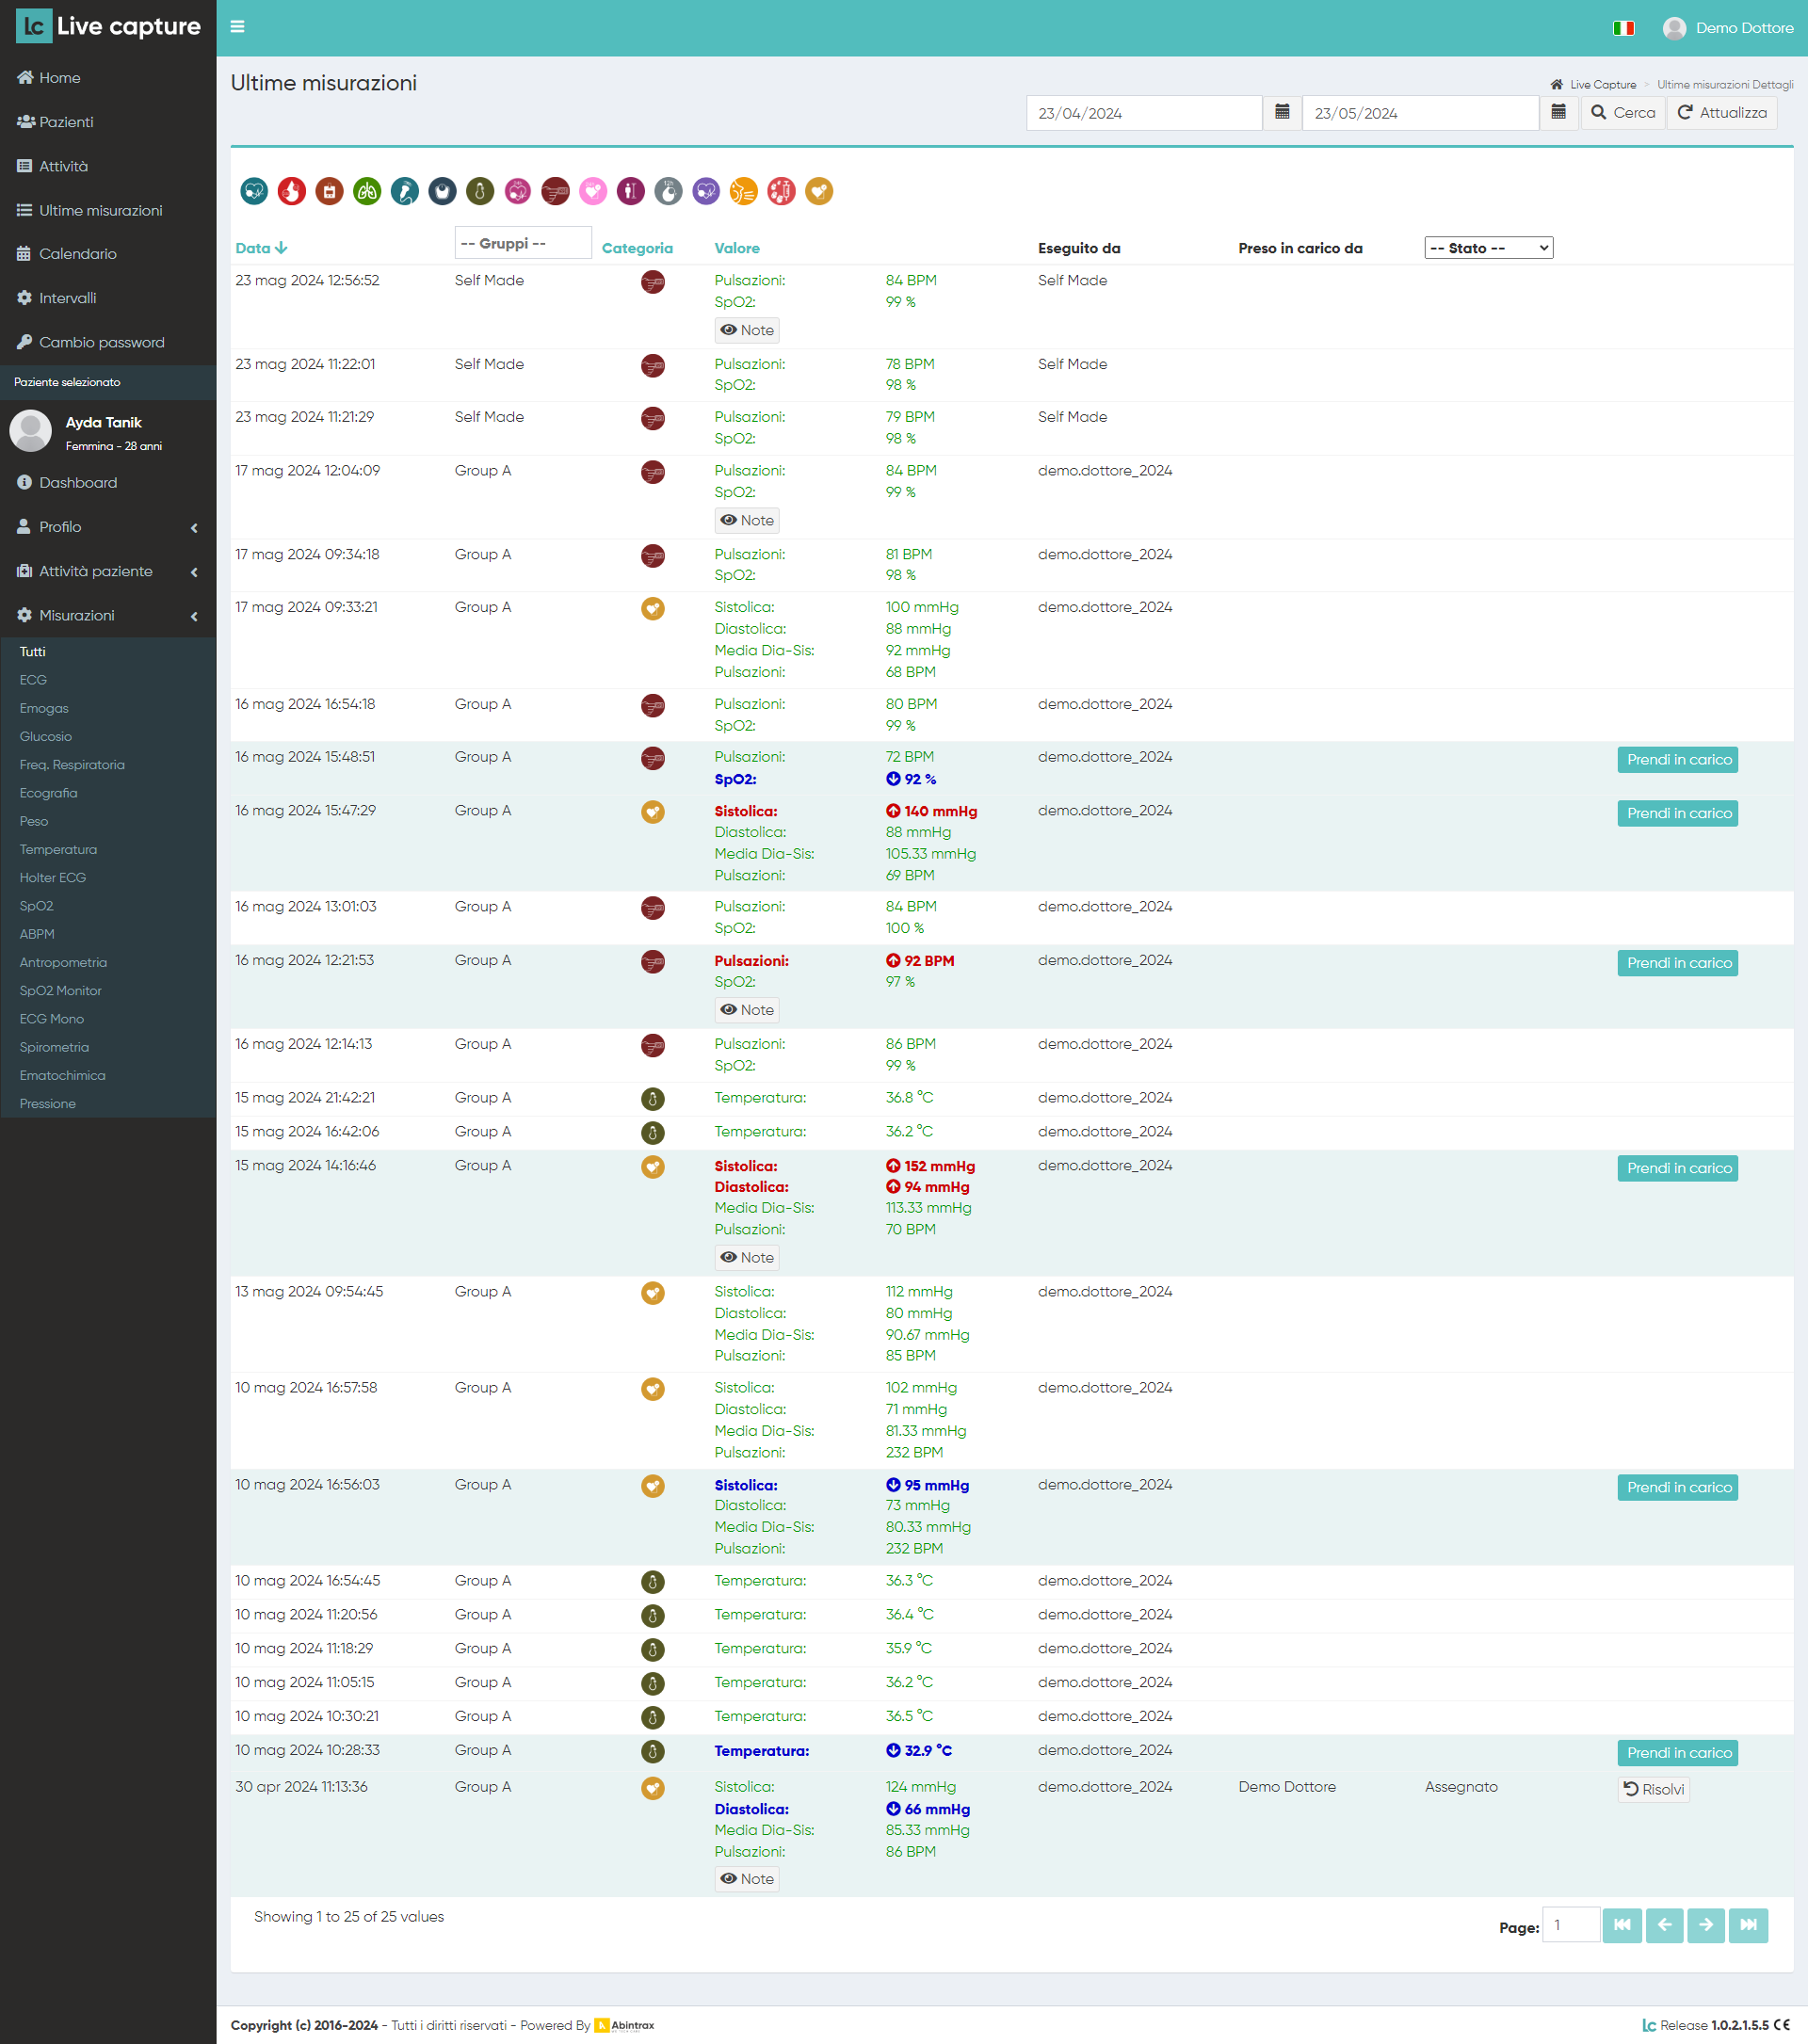 Lc Live capture
Demo Dottore
Home
Pazienti
Attività
Ultime misurazioni
Calendario
Intervalli
Cambio password
Paziente selezionato
Ayda Tanik
Femmina - 28 anni
Dashboard
Profilo
Attività paziente
Misurazioni
Tutti
ECG
Emogas
Glucosio
Freq. Respiratoria
Ecografia
Peso
Temperatura
Holter ECG
SpO2
ABPM
Antropometria
SpO2 Monitor
ECG Mono
Spirometria
Ematochimica
Pressione
Ultime misurazioni
Live Capture > Ultime misurazioni Dettagli
23/04/2024 23/05/2024 Cerca Attualizza
Data -- Gruppi -- Categoria Valore Eseguito da Preso in carico da -- Stato --
23 mag 2024 12:56:52 Self Made Pulsazioni: 84 BPM Self Made
SpO2: 99 %
Note
23 mag 2024 11:22:01 Self Made Pulsazioni: 78 BPM Self Made
SpO2: 98 %
23 mag 2024 11:21:29 Self Made Pulsazioni: 79 BPM Self Made
SpO2: 98 %
17 mag 2024 12:04:09 Group A Pulsazioni: 84 BPM demo.dottore_2024
SpO2: 99 %
Note
17 mag 2024 09:34:18 Group A Pulsazioni: 81 BPM demo.dottore_2024
SpO2: 98 %
17 mag 2024 09:33:21 Group A Sistolica: 100 mmHg demo.dottore_2024
Diastolica: 88 mmHg
Media Dia-Sis: 92 mmHg
Pulsazioni: 68 BPM
16 mag 2024 16:54:18 Group A Pulsazioni: 80 BPM demo.dottore_2024
SpO2: 99 %
16 mag 2024 15:48:51 Group A Pulsazioni: 72 BPM demo.dottore_2024 Prendi in carico
SpO2: 92 %
16 mag 2024 15:47:29 Group A Sistolica: 140 mmHg demo.dottore_2024 Prendi in carico
Diastolica: 88 mmHg
Media Dia-Sis: 105.33 mmHg
Pulsazioni: 69 BPM
16 mag 2024 13:01:03 Group A Pulsazioni: 84 BPM demo.dottore_2024
SpO2: 100 %
16 mag 2024 12:21:53 Group A Pulsazioni: 92 BPM demo.dottore_2024 Prendi in carico
SpO2: 97 %
Note
16 mag 2024 12:14:13 Group A Pulsazioni: 86 BPM demo.dottore_2024
SpO2: 99 %
15 mag 2024 21:42:21 Group A Temperatura: 36.8 °C demo.dottore_2024
15 mag 2024 16:42:06 Group A Temperatura: 36.2 °C demo.dottore_2024
15 mag 2024 14:16:46 Group A Sistolica: 152 mmHg demo.dottore_2024 Prendi in carico
Diastolica: 94 mmHg
Media Dia-Sis: 113.33 mmHg
Pulsazioni: 70 BPM
Note
13 mag 2024 09:54:45 Group A Sistolica: 112 mmHg demo.dottore_2024
Diastolica: 80 mmHg
Media Dia-Sis: 90.67 mmHg
Pulsazioni: 85 BPM
10 mag 2024 16:57:58 Group A Sistolica: 102 mmHg demo.dottore_2024
Diastolica: 71 mmHg
Media Dia-Sis: 81.33 mmHg
Pulsazioni: 232 BPM
10 mag 2024 16:56:03 Group A Sistolica: 95 mmHg demo.dottore_2024 Prendi in carico
Diastolica: 73 mmHg
Media Dia-Sis: 80.33 mmHg
Pulsazioni: 232 BPM
10 mag 2024 16:54:45 Group A Temperatura: 36.3 °C demo.dottore_2024
10 mag 2024 11:20:56 Group A Temperatura: 36.4 °C demo.dottore_2024
10 mag 2024 11:18:29 Group A Temperatura: 35.9 °C demo.dottore_2024
10 mag 2024 11:05:15 Group A Temperatura: 36.2 °C demo.dottore_2024
10 mag 2024 10:30:21 Group A Temperatura: 36.5 °C demo.dottore_2024
10 mag 2024 10:28:33 Group A Temperatura: 32.9 °C demo.dottore_2024 Prendi in carico
30 apr 2024 11:13:36 Group A Sistolica: 124 mmHg demo.dottore_2024 Demo Dottore Assegnato Risolvi
Diastolica: 66 mmHg
Media Dia-Sis: 85.33 mmHg
Pulsazioni: 86 BPM
Note
Showing 1 to 25 of 25 values
Page: 1
Copyright (c) 2016-2024 - Tutti i diritti riservati - Powered By Abintrax
Lc Release 1.0.2.1.5.5 CE